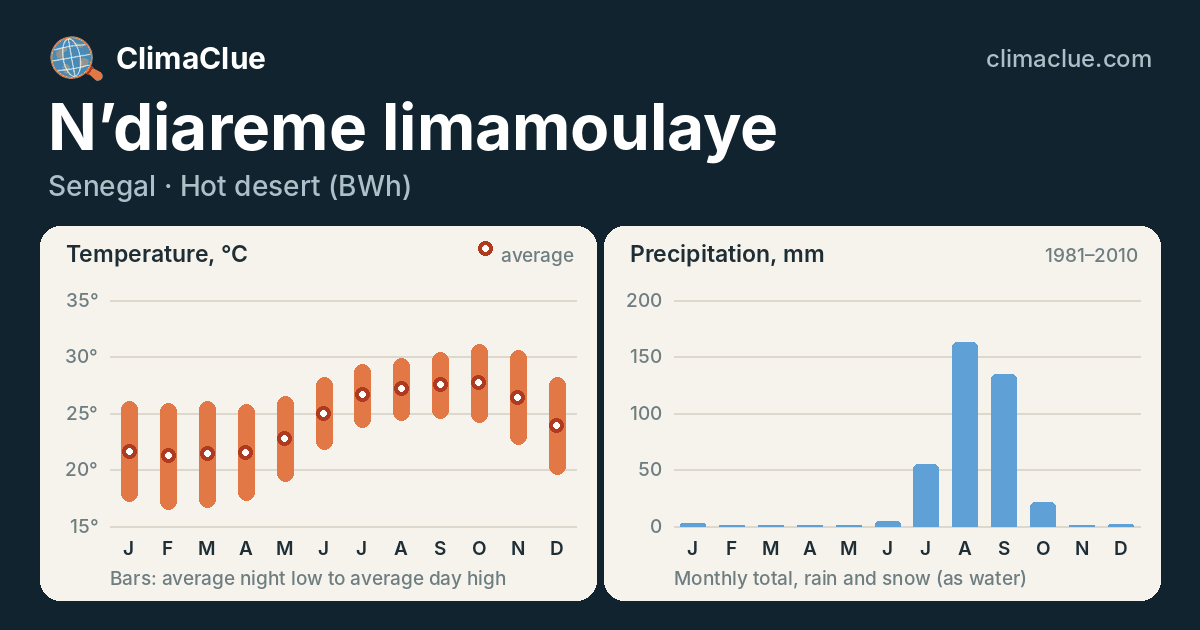 ClimaClue
climaclue.com
N’diareme limamoulaye
Senegal · Hot desert (BWh)
Temperature, °C
average
35°
30°
25°
20°
15°
J F M A M J J A S O N D
Bars: average night low to average day high
Precipitation, mm
1981–2010
200
150
100
50
0
J F M A M J J A S O N D
Monthly total, rain and snow (as water)